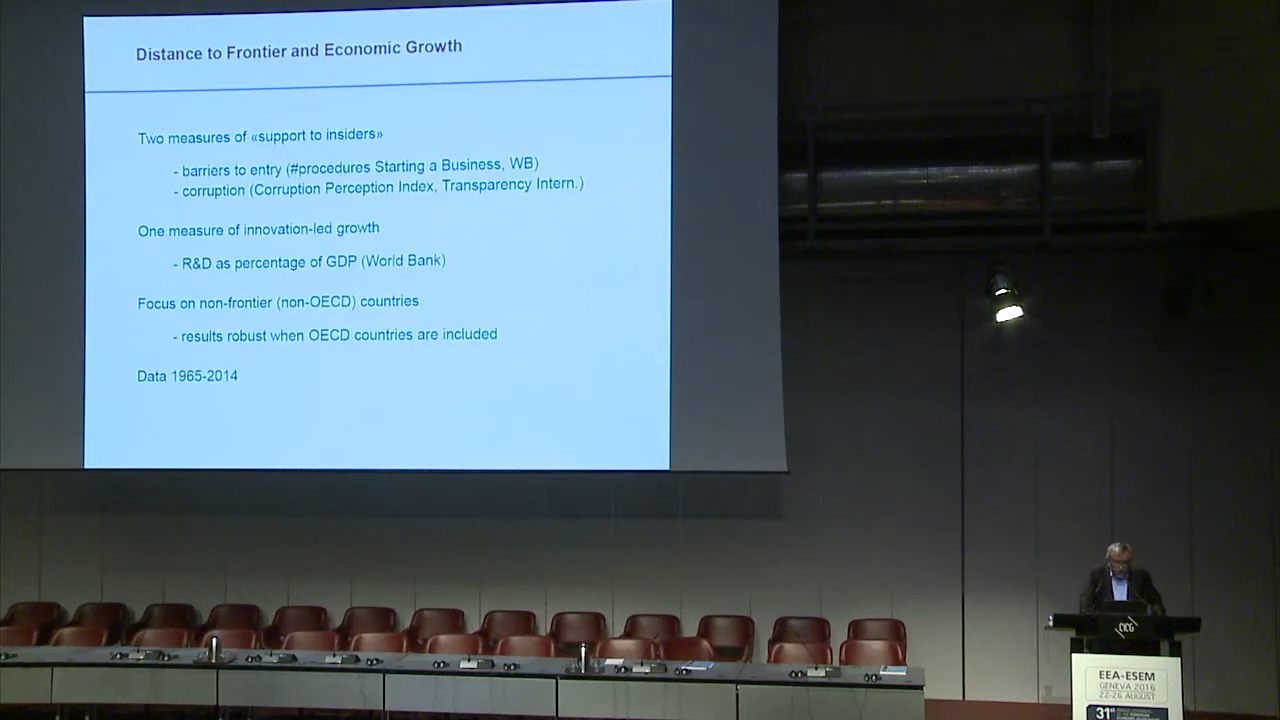 Distance to Frontier and Economic Growth
Two measures of «support to insiders»
- barriers to entry (#procedures Starting a Business, WB)
- corruption (Corruption Perception Index, Transparency Intern.)
One measure of innovation-led growth
- R&D as percentage of GDP (World Bank)
Focus on non-frontier (non-OECD) countries
- results robust when OECD countries are included
Data 1965-2014
CICG
EEA-ESEM
GENEVA 2016
22-26 AUGUST
31st